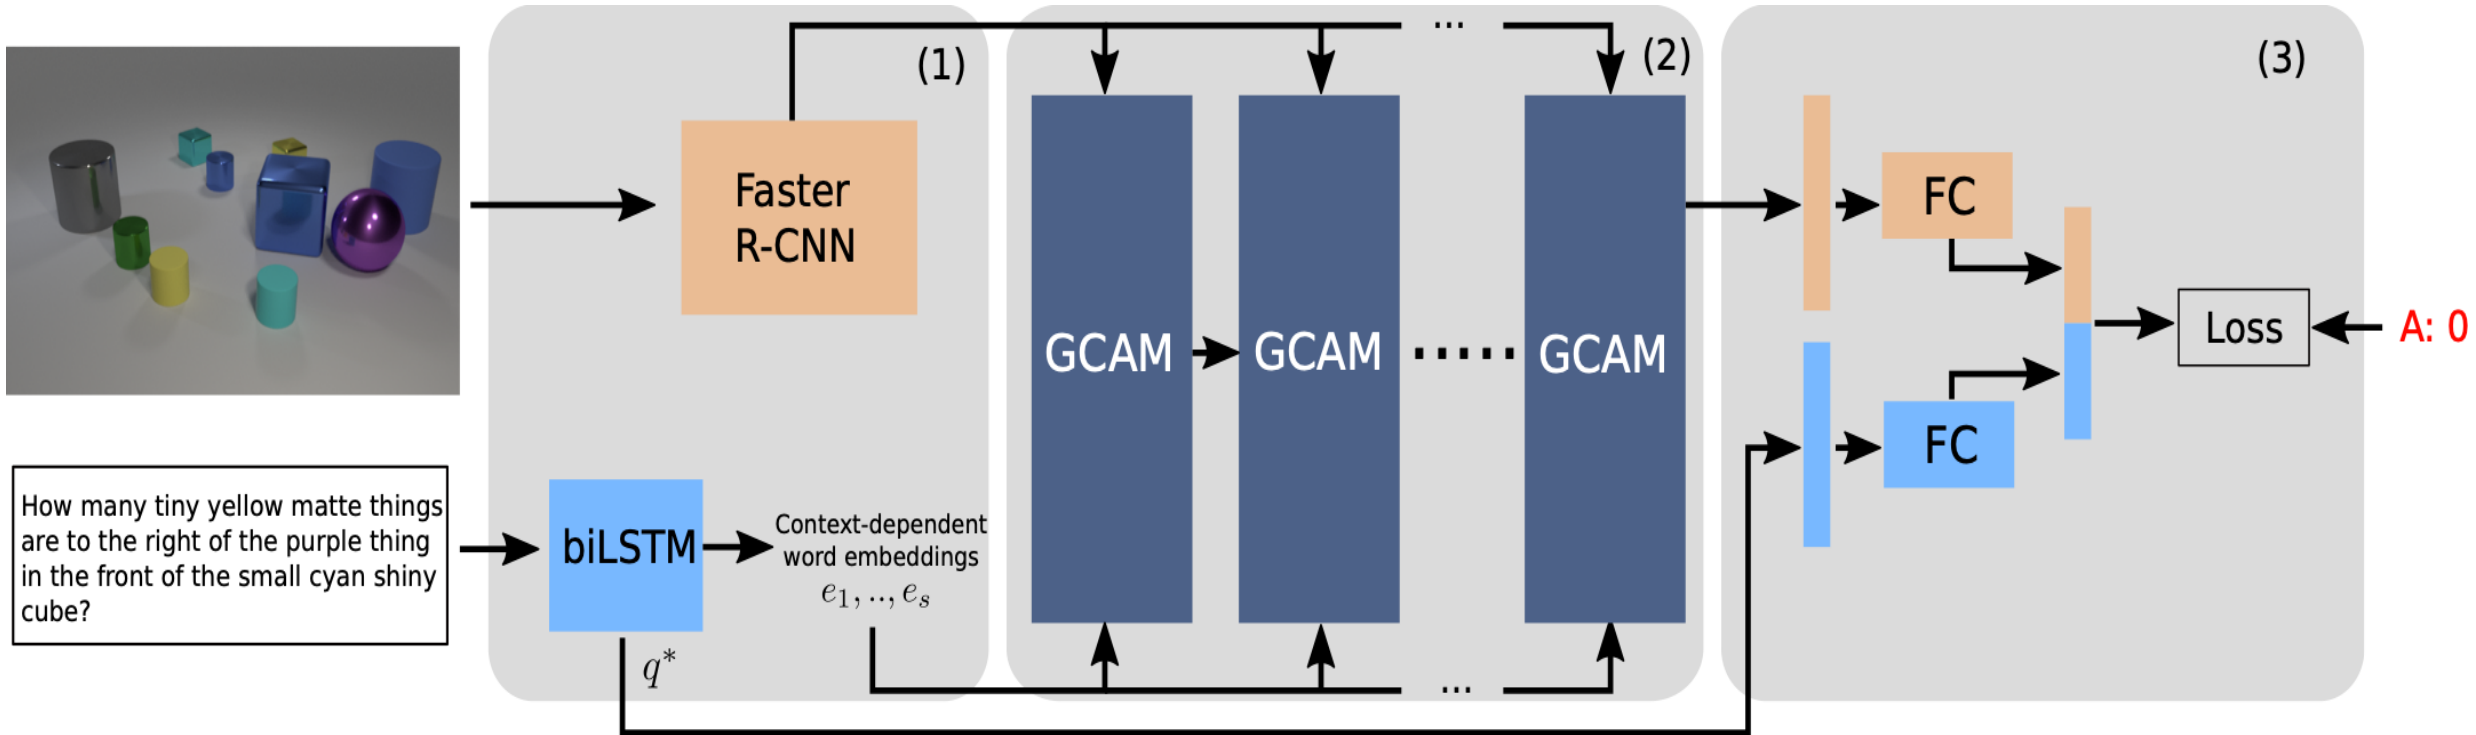 (1)
Faster
R-CNN
How many tiny yellow matte things
are to the right of the purple thing
in the front of the small cyan shiny
cube?
biLSTM
Context-dependent
word embeddings
e₁, .., eₛ
q*
...
(2)
GCAM
GCAM
.....
GCAM
...
(3)
FC
FC
Loss
A: 0